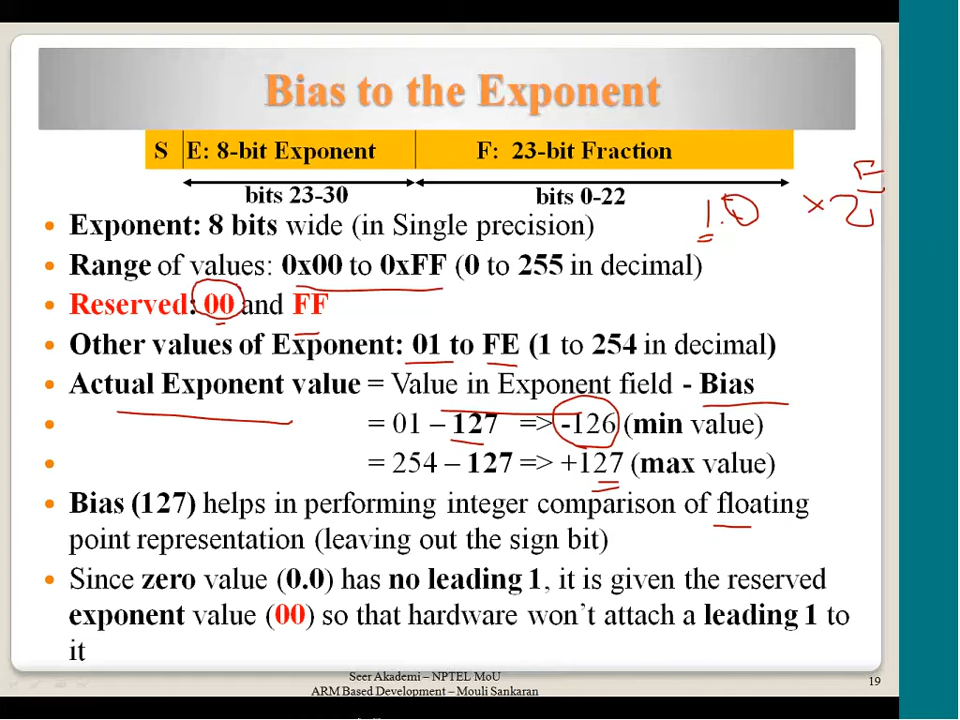 Bias to the Exponent
S E: 8-bit Exponent F: 23-bit Fraction
bits 23-30 bits 0-22
1.0 × 2
• Exponent: 8 bits wide (in Single precision)
• Range of values: 0x00 to 0xFF (0 to 255 in decimal)
• Reserved: 00 and FF
• Other values of Exponent: 01 to FE (1 to 254 in decimal)
• Actual Exponent value = Value in Exponent field - Bias
• = 01 – 127 => -126 (min value)
• = 254 – 127 => +127 (max value)
• Bias (127) helps in performing integer comparison of floating
point representation (leaving out the sign bit)
• Since zero value (0.0) has no leading 1, it is given the reserved
exponent value (00) so that hardware won't attach a leading 1 to
it
Seer Akademi – NPTEL MoU
ARM Based Development – Mouli Sankaran
19